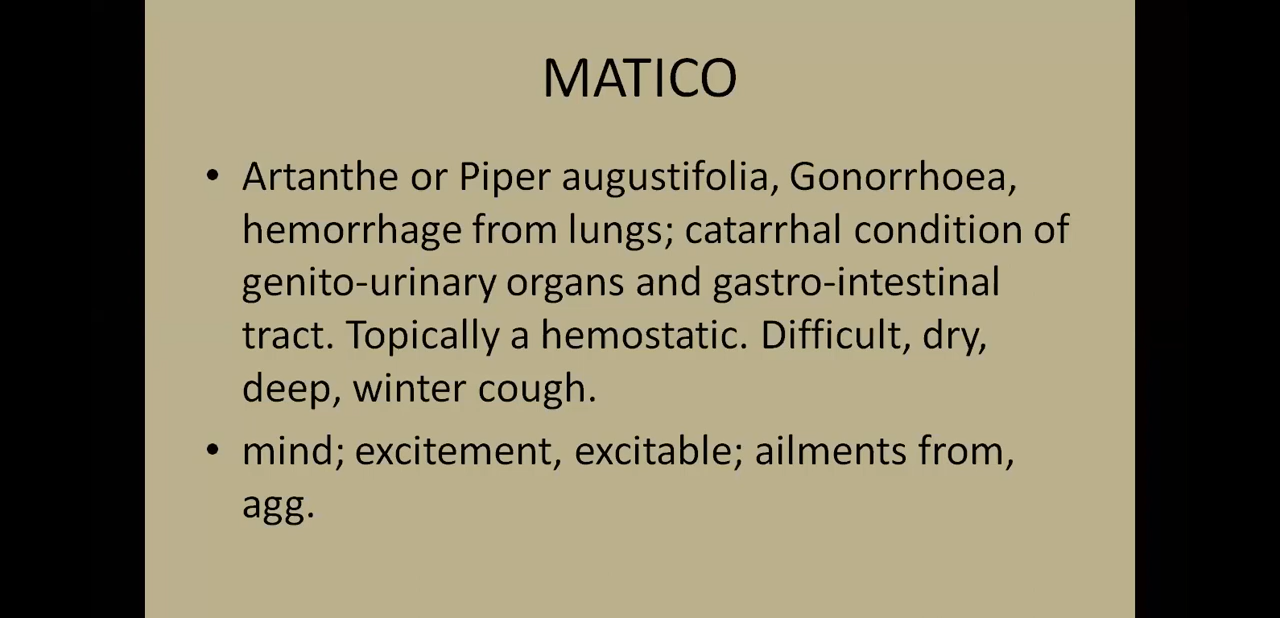 MATICO
• Artanthe or Piper augustifolia, Gonorrhoea,
hemorrhage from lungs; catarrhal condition of
genito-urinary organs and gastro-intestinal
tract. Topically a hemostatic. Difficult, dry,
deep, winter cough.
• mind; excitement, excitable; ailments from,
agg.